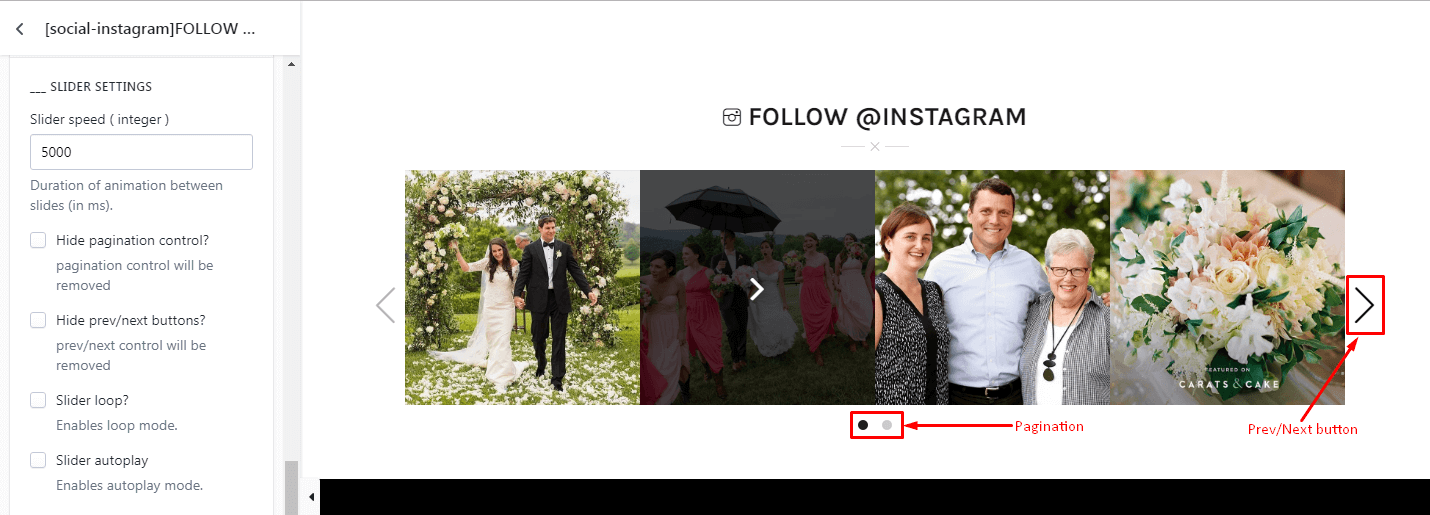 [social-instagram]FOLLOW ...
___ SLIDER SETTINGS
Slider speed ( integer )
5000
Duration of animation between
slides (in ms).
Hide pagination control?
pagination control will be
removed
Hide prev/next buttons?
prev/next control will be
removed
Slider loop?
Enables loop mode.
Slider autoplay
Enables autoplay mode.
FOLLOW @INSTAGRAM
FEATURED ON
CARATS & CAKE
Pagination
Prev/Next button